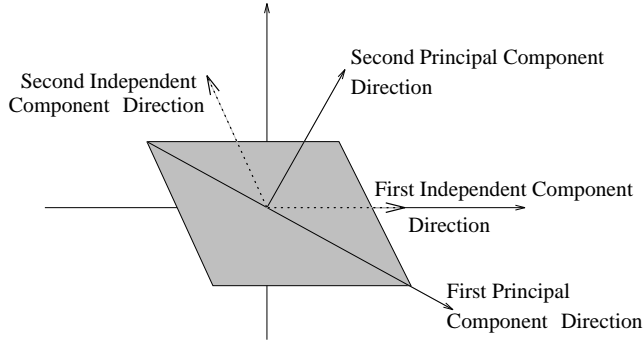 Second Principal Component
Direction
Second Independent
Component Direction
First Independent Component
Direction
First Principal
Component Direction